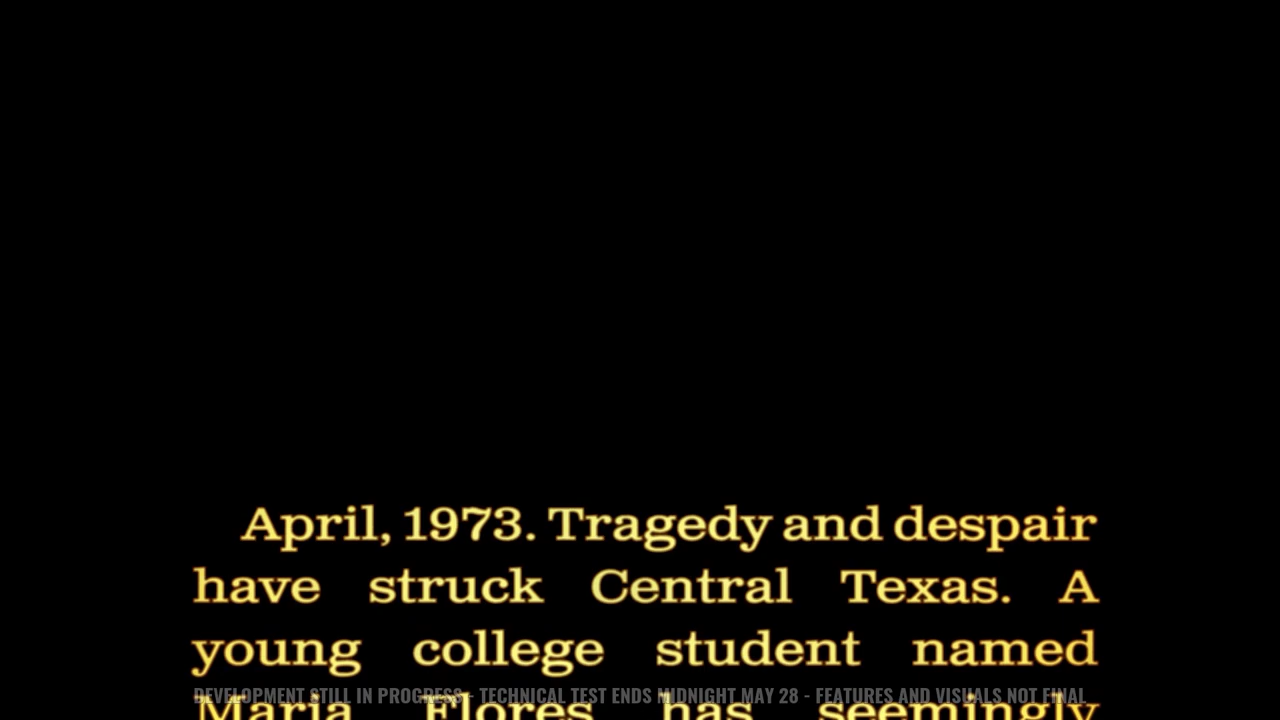 April, 1973. Tragedy and despair
have struck Central Texas. A
young college student named
Maria Flores has seemingly
DEVELOPMENT STILL IN PROGRESS - TECHNICAL TEST ENDS MIDNIGHT MAY 28 - FEATURES AND VISUALS NOT FINAL